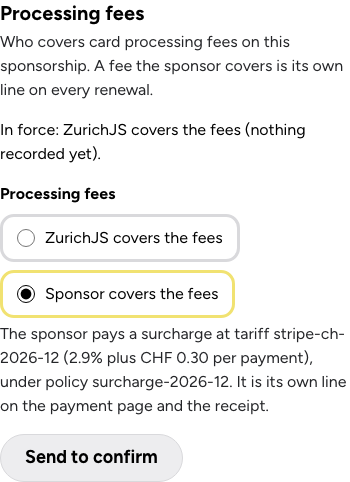 Processing fees
Who covers card processing fees on this
sponsorship. A fee the sponsor covers is its own
line on every renewal.
In force: ZurichJS covers the fees (nothing
recorded yet).
Processing fees
ZurichJS covers the fees
Sponsor covers the fees
The sponsor pays a surcharge at tariff stripe-ch-
2026-12 (2.9% plus CHF 0.30 per payment),
under policy surcharge-2026-12. It is its own line
on the payment page and the receipt.
Send to confirm